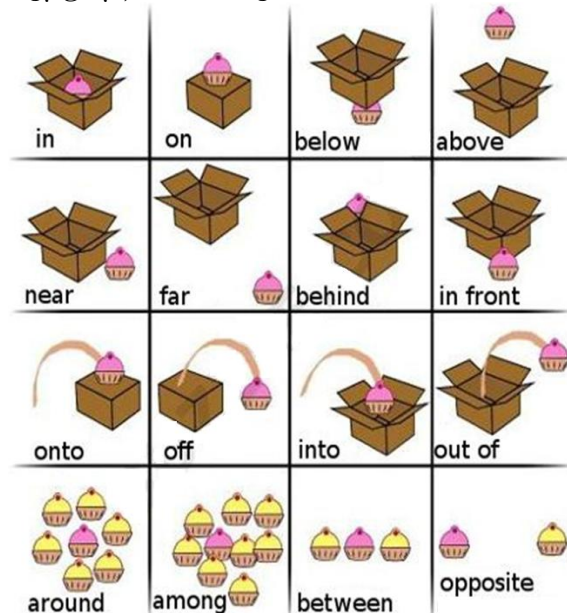 in on below above
near far behind in front
onto off into out of
around among between opposite